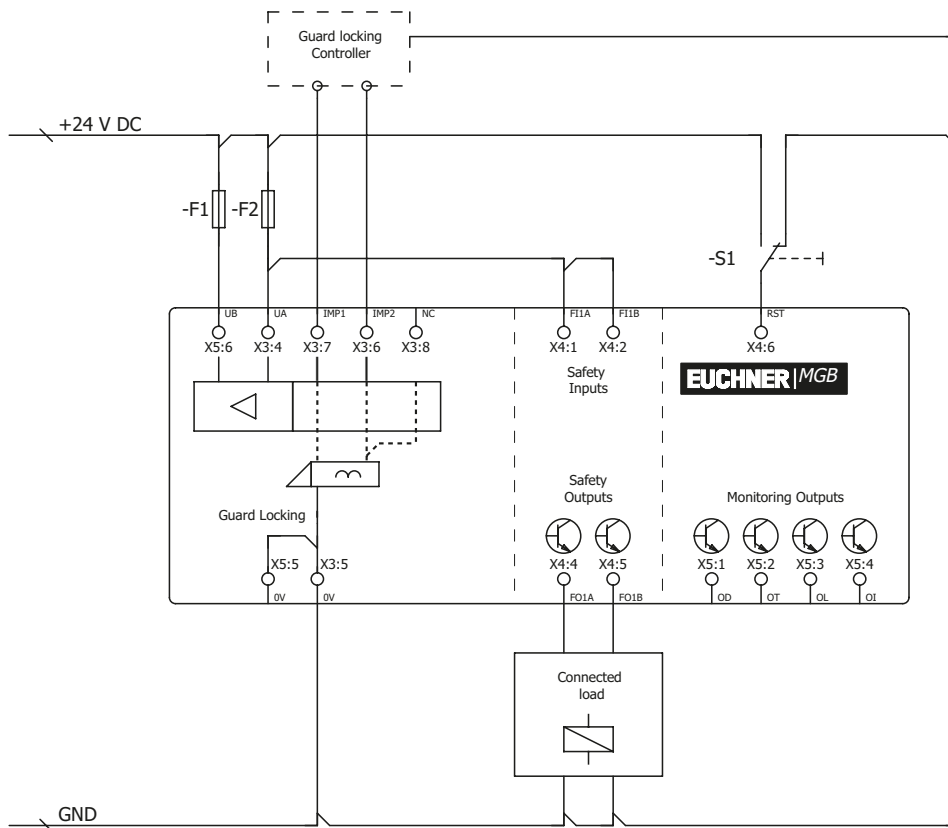 Guard locking
Controller
+24 V DC
-F1
-F2
-S1
UB
UA
IMP1
IMP2
NC
FI1A
FI1B
RST
X5:6
X3:4
X3:7
X3:6
X3:8
X4:1
X4:2
X4:6
Safety
Inputs
EUCHNER MGB
Guard Locking
Safety
Outputs
Monitoring Outputs
X5:5
X3:5
X4:4
X4:5
X5:1
X5:2
X5:3
X5:4
0V
0V
FO1A
FO1B
OD
OT
OL
OI
Connected
load
GND